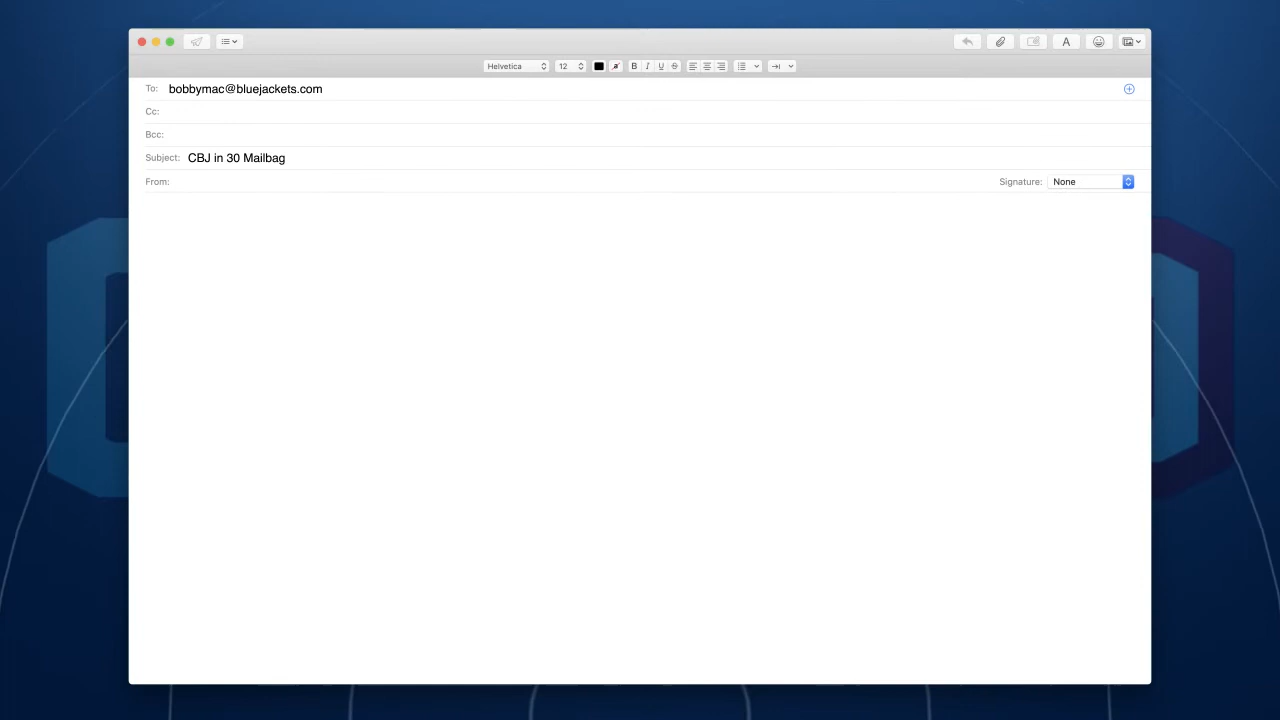 Helvetica 12 B I U S
To: bobbymac@bluejackets.com
Cc:
Bcc:
Subject: CBJ in 30 Mailbag
From: Signature: None